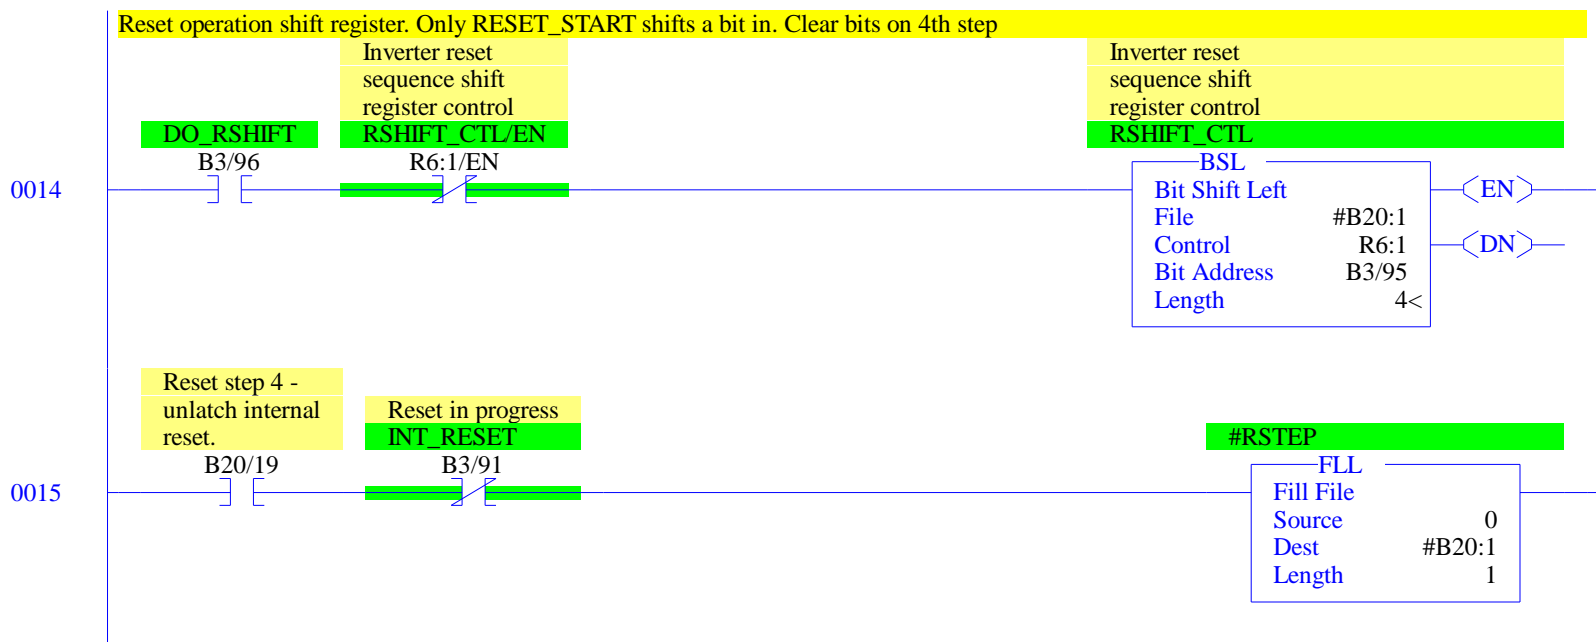 Reset operation shift register. Only RESET_START shifts a bit in. Clear bits on 4th step
Inverter reset
sequence shift
register control
Inverter reset
sequence shift
register control
DO_RSHIFT
RSHIFT_CTL/EN
RSHIFT_CTL
B3/96
R6:1/EN
BSL
0014
Bit Shift Left
EN
File #B20:1
Control R6:1
DN
Bit Address B3/95
Length 4<
Reset step 4 -
unlatch internal
reset.
Reset in progress
INT_RESET
#RSTEP
B20/19
B3/91
FLL
0015
Fill File
Source 0
Dest #B20:1
Length 1